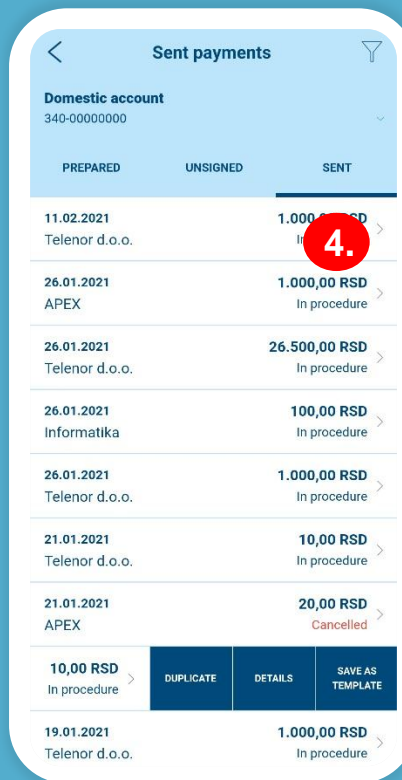 Sent payments
Domestic account
340-00000000
PREPARED UNSIGNED SENT
11.02.2021 1.000
Telenor d.o.o. 4.
26.01.2021 1.000,00 RSD
APEX In procedure
26.01.2021 26.500,00 RSD
Telenor d.o.o. In procedure
26.01.2021 100,00 RSD
Informatika In procedure
26.01.2021 1.000,00 RSD
Telenor d.o.o. In procedure
21.01.2021 10,00 RSD
Telenor d.o.o. In procedure
21.01.2021 20,00 RSD
APEX Cancelled
10,00 RSD DUPLICATE DETAILS SAVE AS
In procedure TEMPLATE
19.01.2021 1.000,00 RSD
Telenor d.o.o. In procedure